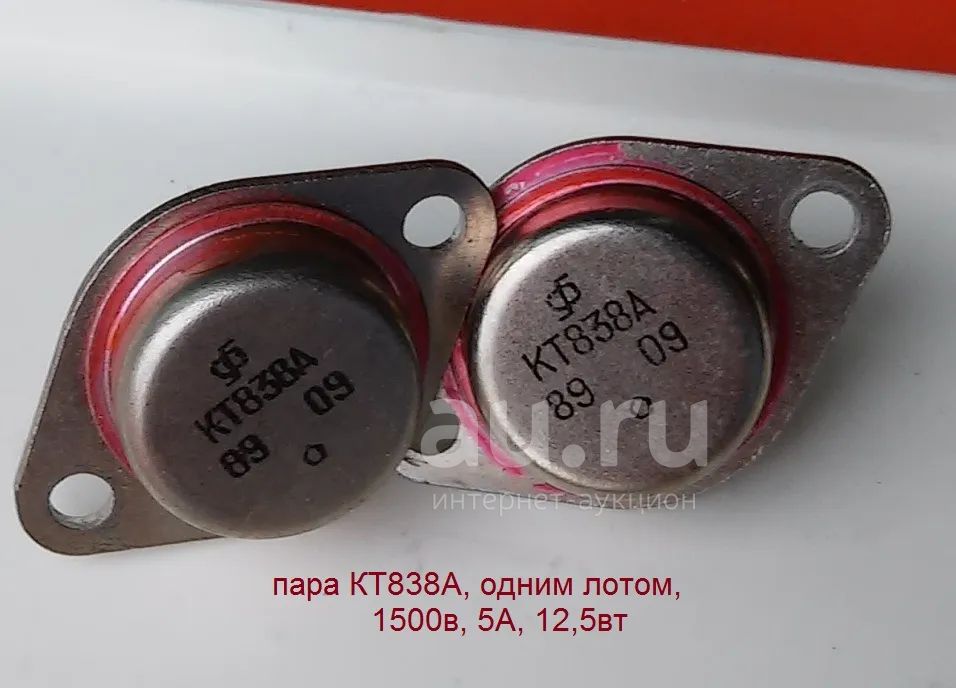 КТ838А
09
89
КТ838А
09
89
au.ru
интернет-аукцион
пара КТ838А, одним лотом,
1500в, 5А, 12,5вт